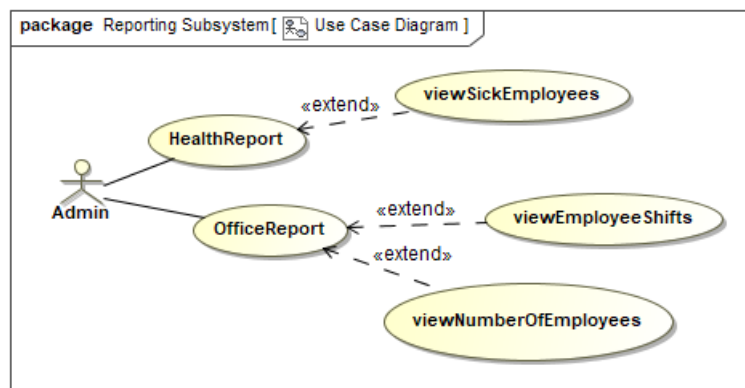 package Reporting Subsystem[ Use Case Diagram ]
«extend»
viewSickEmployees
HealthReport
Admin
OfficeReport
«extend»
viewEmployeeShifts
«extend»
viewNumberOfEmployees